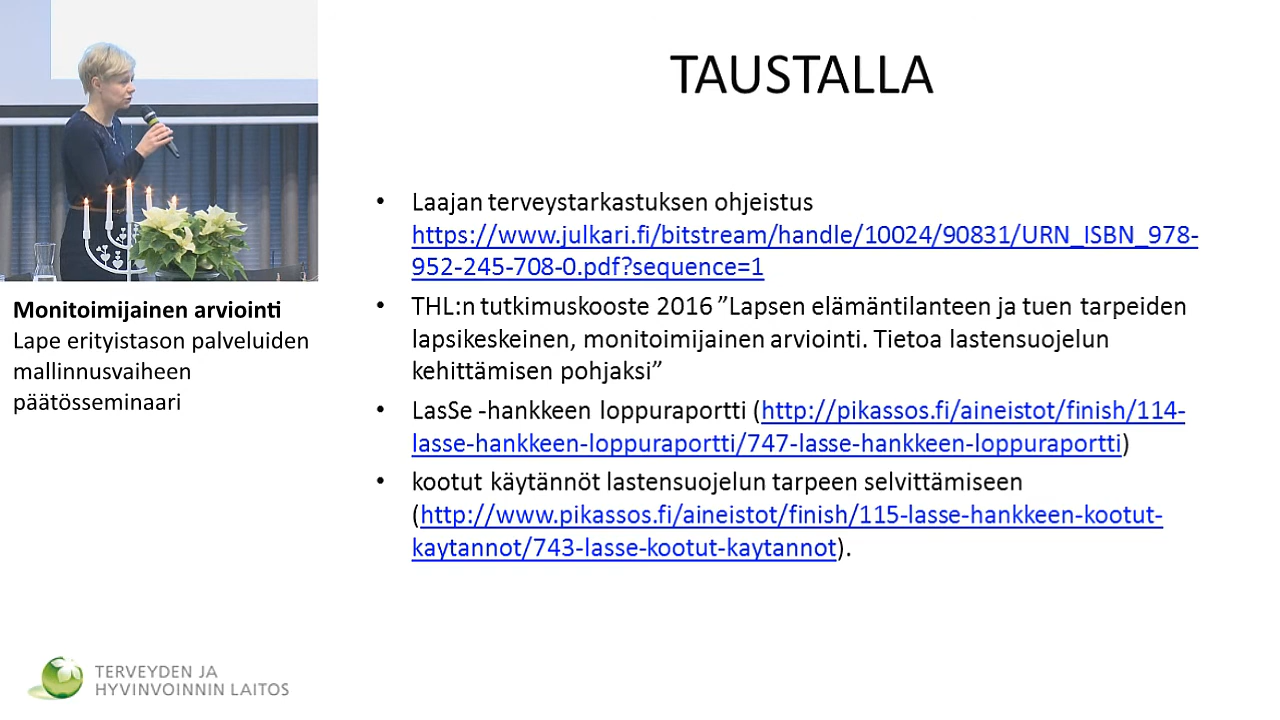 TAUSTALLA
• Laajan terveystarkastuksen ohjeistus
https://www.julkari.fi/bitstream/handle/10024/90831/URN_ISBN_978-
952-245-708-0.pdf?sequence=1
• THL:n tutkimuskooste 2016 ”Lapsen elämäntilanteen ja tuen tarpeiden
lapsikeskeinen, monitoimijainen arviointi. Tietoa lastensuojelun
kehittämisen pohjaksi”
• LasSe -hankkeen loppuraportti (http://pikassos.fi/aineistot/finish/114-
lasse-hankkeen-loppuraportti/747-lasse-hankkeen-loppuraportti)
• kootut käytännöt lastensuojelun tarpeen selvittämiseen
(http://www.pikassos.fi/aineistot/finish/115-lasse-hankkeen-kootut-
kaytannot/743-lasse-kootut-kaytannot).
Monitoimijainen arviointi
Lape erityistason palveluiden
mallinnusvaiheen
päätösseminaari
TERVEYDEN JA
HYVINVOINNIN LAITOS